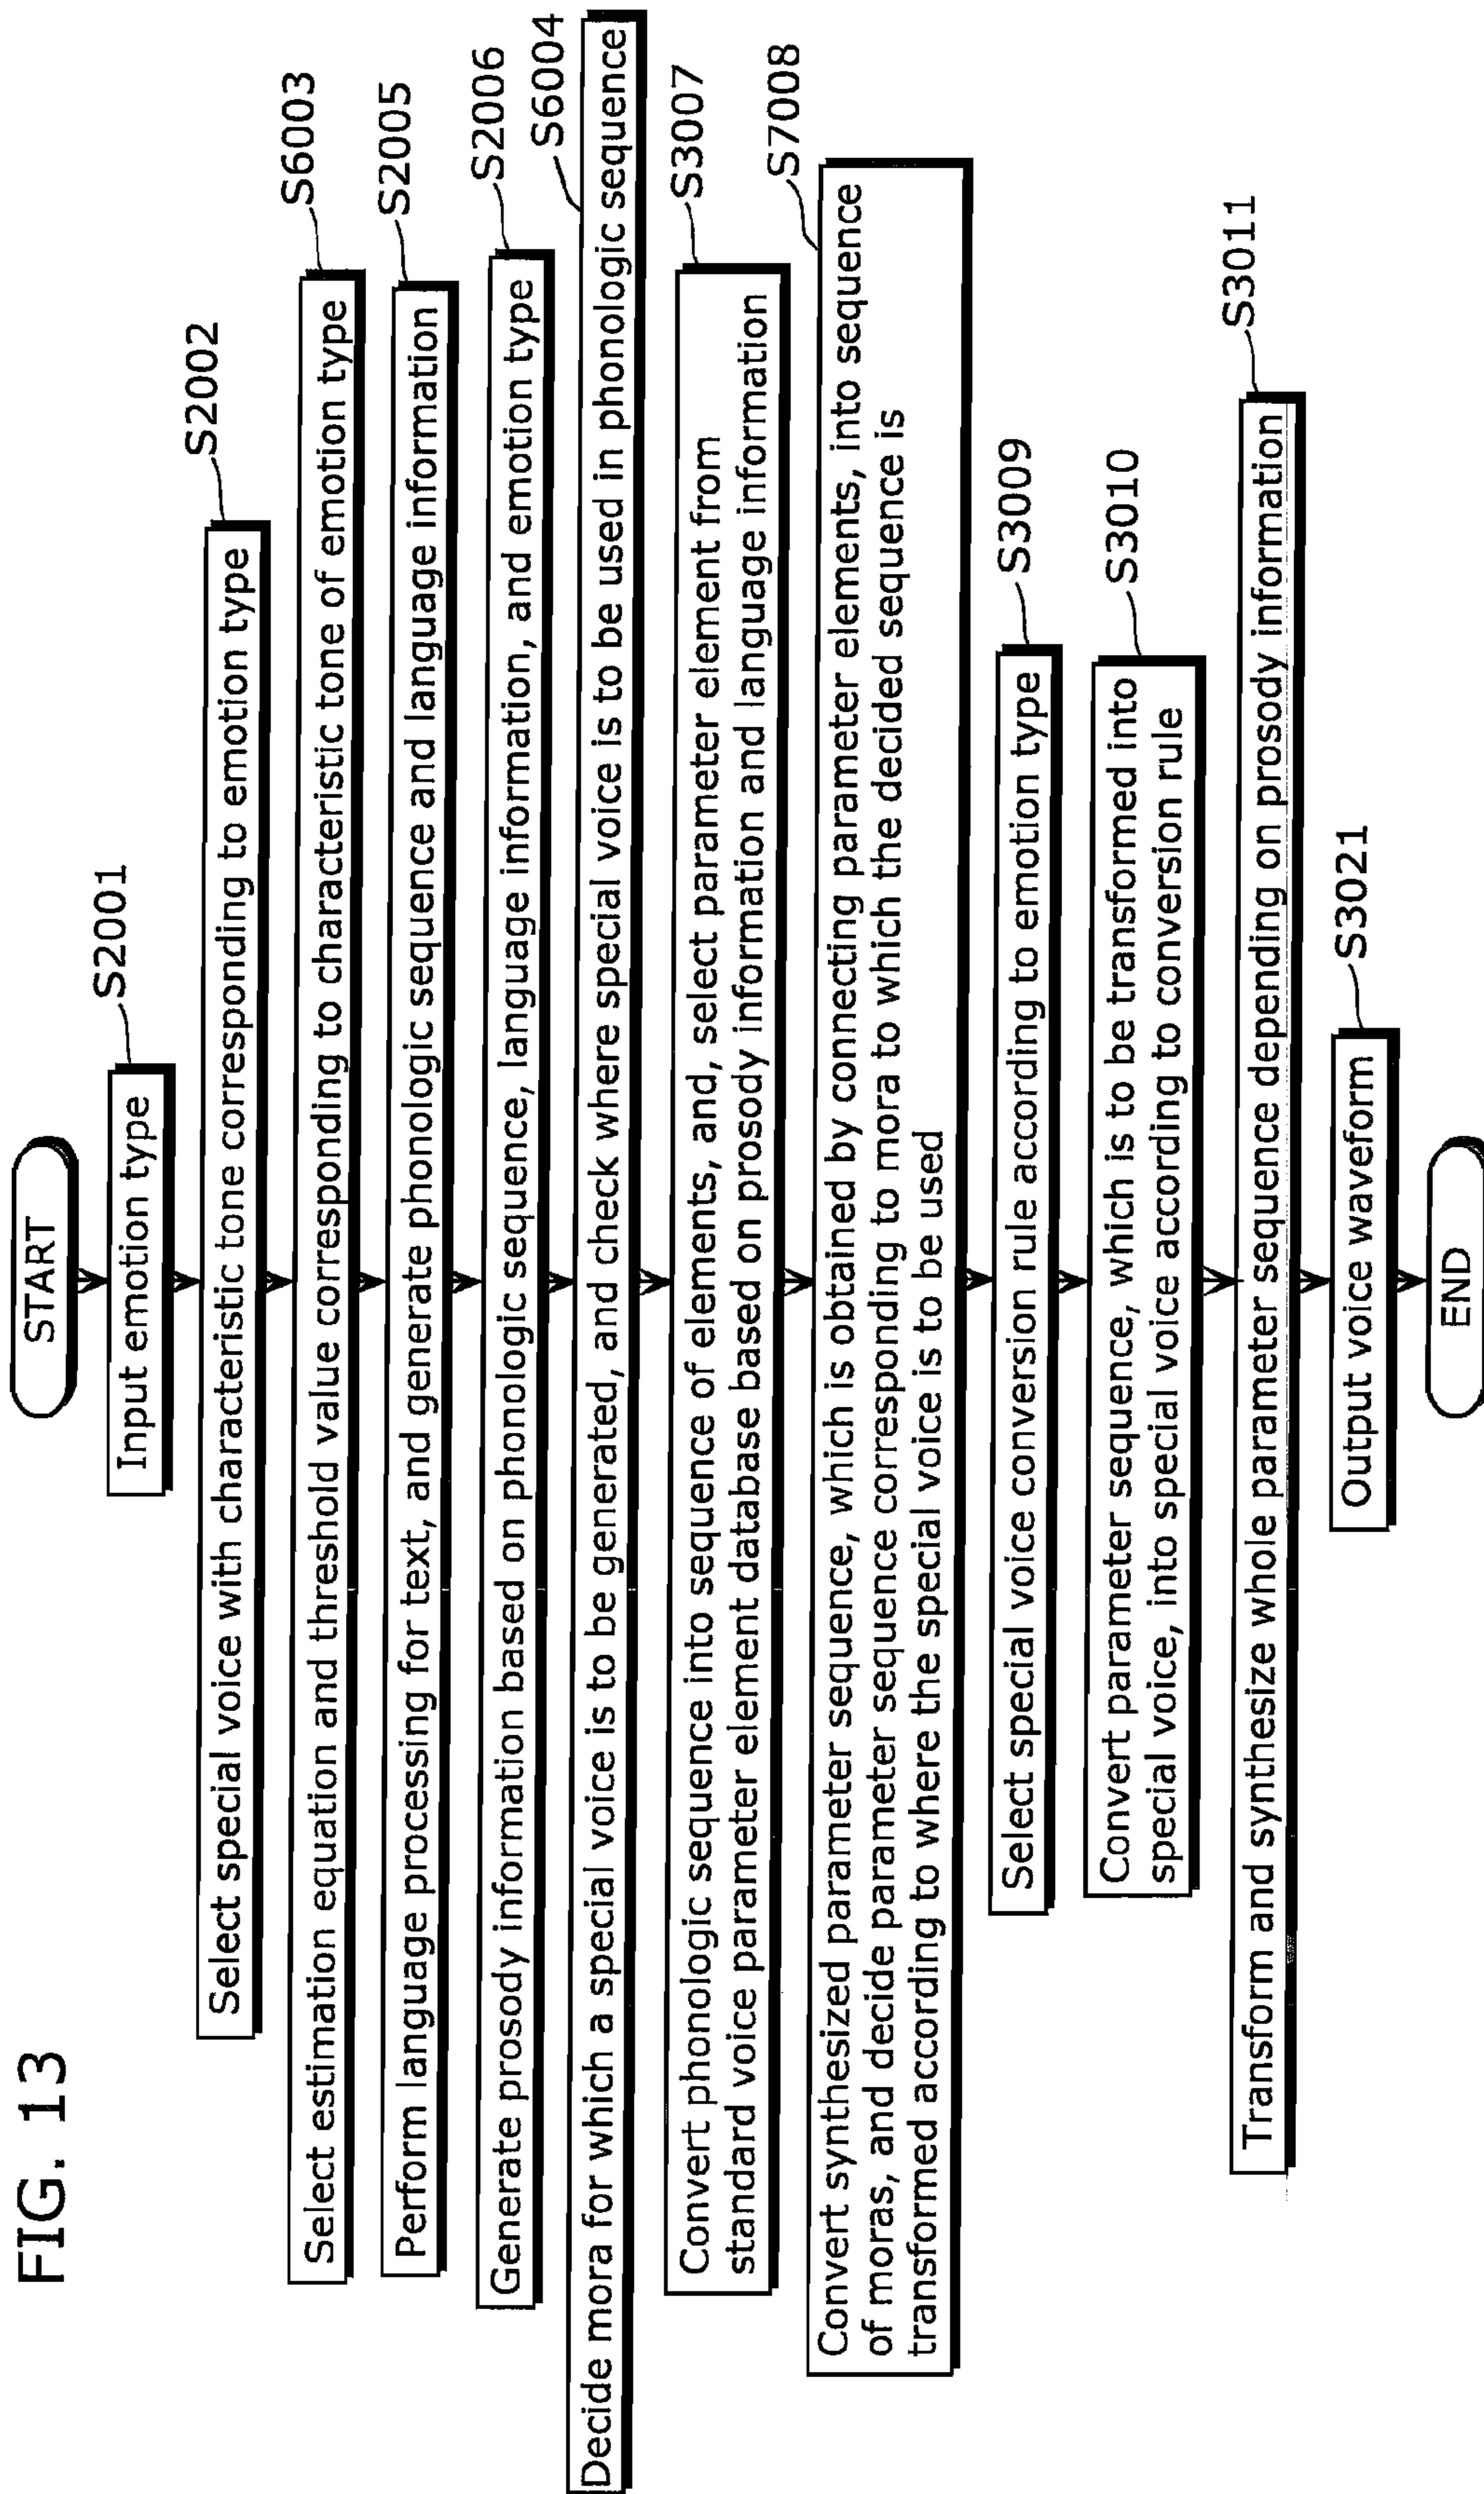 FIG. 13
START
Input emotion type
S2001
Select special voice with characteristic tone corresponding to emotion type
S2002
Select estimation equation and threshold value corresponding to characteristic tone of emotion type
S6003
Perform language processing for text, and generate phonologic sequence and language information
S2005
Generate prosody information based on phonologic sequence, language information, and emotion type
S2006
Decide mora for which a special voice is to be generated, and check where special voice is to be used in phonologic sequence
S6004
Convert phonologic sequence into sequence of elements, and, select parameter element from
standard voice parameter element database based on prosody information and language information
S3007
Convert synthesized parameter sequence, which is obtained by connecting parameter elements, into sequence
of moras, and decide parameter sequence corresponding to mora to which the decided sequence is
transformed according to where the special voice is to be used
S7008
Select special voice conversion rule according to emotion type
S3009
Convert parameter sequence, which is to be transformed into
special voice, into special voice according to conversion rule
S3010
Transform and synthesize whole parameter sequence depending on prosody information
S3011
Output voice waveform
S3021
END